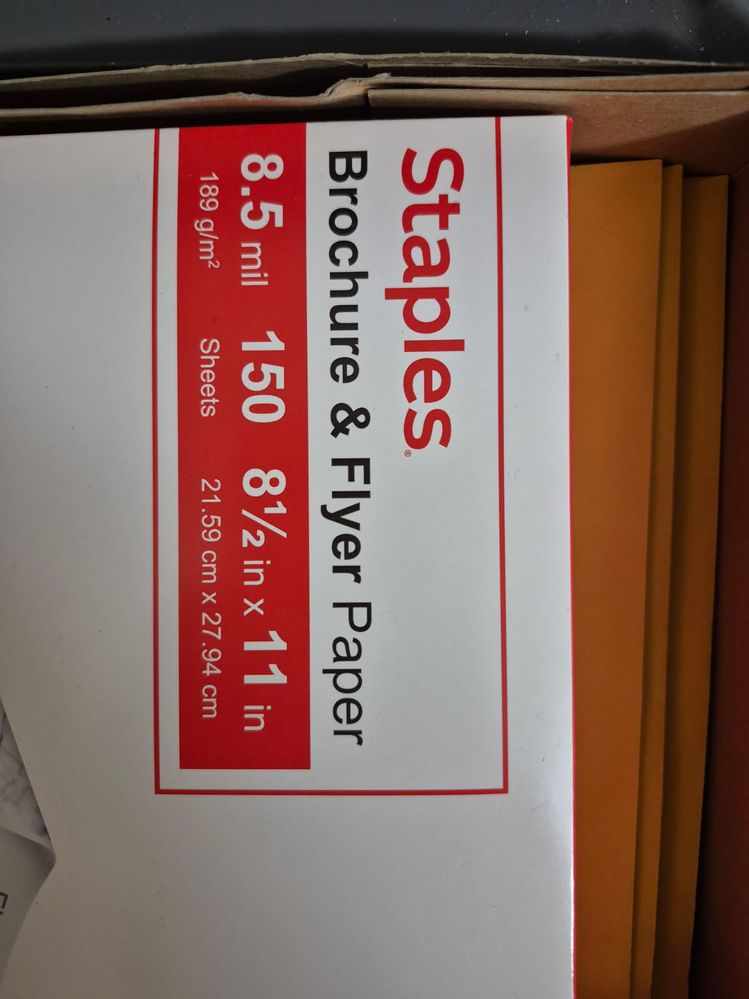 Staples®
Brochure & Flyer Paper
8.5 mil 150 8½ in x 11 in
189 g/m² Sheets 21.59 cm x 27.94 cm